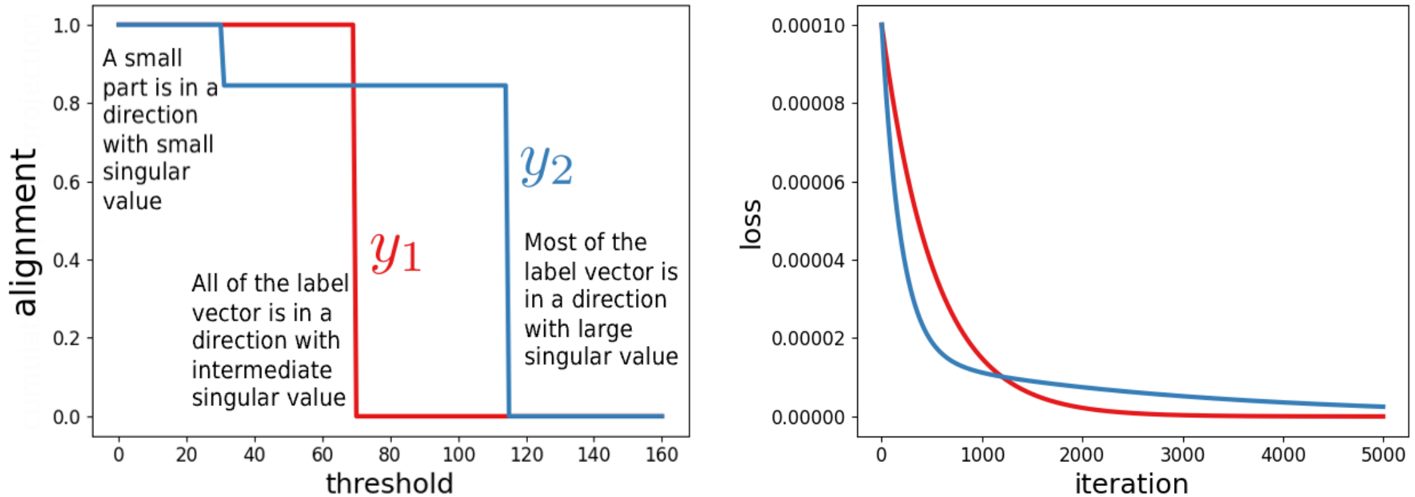 1.0
0.8
0.6
0.4
0.2
0.0
alignment
A small
part is in a
direction
with small
singular
value
All of the label
vector is in a
direction with
intermediate
singular value
y1
y2
Most of the
label vector is
in a direction
with large
singular value
0 20 40 60 80 100 120 140 160
threshold
0.00010
0.00008
0.00006
0.00004
0.00002
0.00000
loss
0 1000 2000 3000 4000 5000
iteration